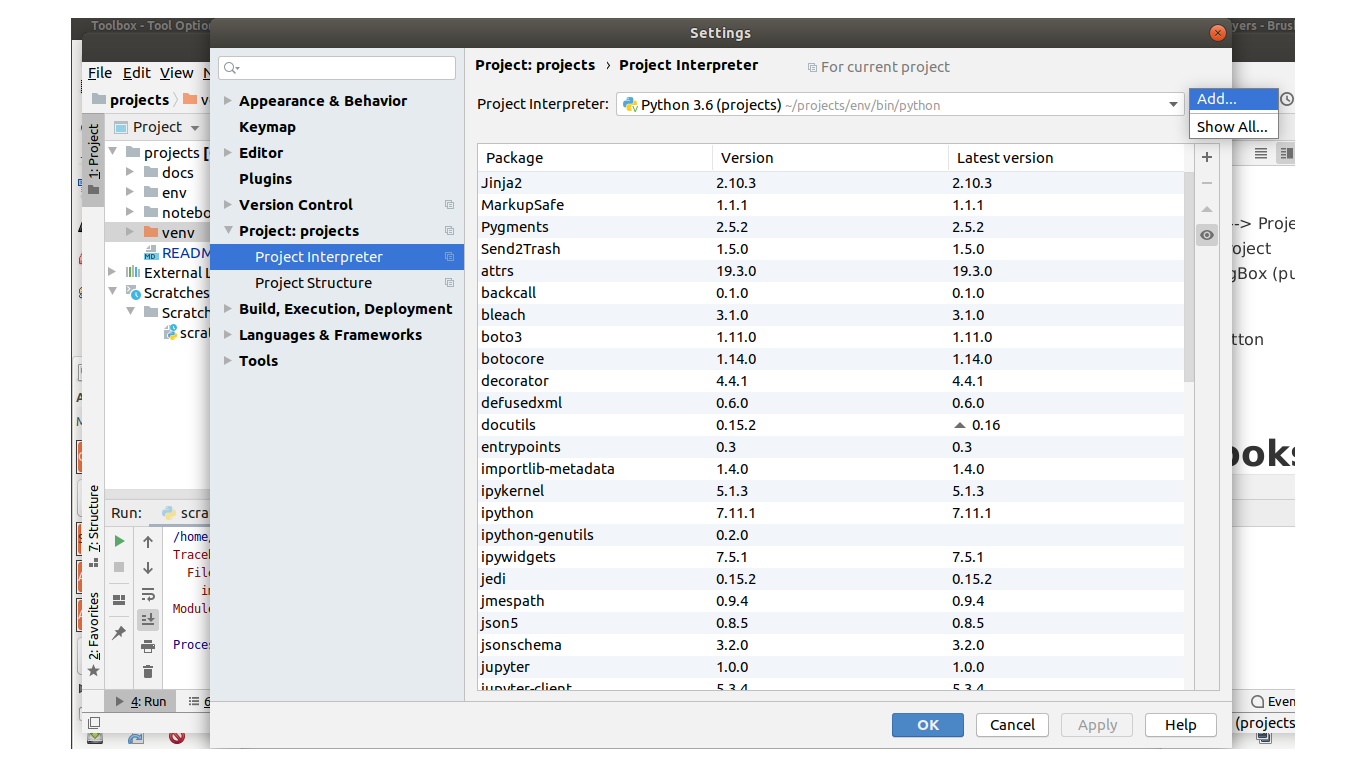 Toolbox - Tool Optio
Settings
yers - Brus
File Edit View N
projects
Project
1: Project
projects [
docs
env
notebo
venv
READM
External L
Scratches
Scratch
scrat
7: Structure
2: Favorites
Run: scra
/home/
Traceb
File
im
Module
Proces
4: Run 6
Appearance & Behavior
Keymap
Editor
Plugins
Version Control
Project: projects
Project Interpreter
Project Structure
Build, Execution, Deployment
Languages & Frameworks
Tools
Project: projects › Project Interpreter For current project
Project Interpreter: Python 3.6 (projects) ~/projects/env/bin/python
Add...
Show All...
Package Version Latest version
Jinja2 2.10.3 2.10.3
MarkupSafe 1.1.1 1.1.1
Pygments 2.5.2 2.5.2
Send2Trash 1.5.0 1.5.0
attrs 19.3.0 19.3.0
backcall 0.1.0 0.1.0
bleach 3.1.0 3.1.0
boto3 1.11.0 1.11.0
botocore 1.14.0 1.14.0
decorator 4.4.1 4.4.1
defusedxml 0.6.0 0.6.0
docutils 0.15.2 0.16
entrypoints 0.3 0.3
importlib-metadata 1.4.0 1.4.0
ipykernel 5.1.3 5.1.3
ipython 7.11.1 7.11.1
ipython-genutils 0.2.0
ipywidgets 7.5.1 7.5.1
jedi 0.15.2 0.15.2
jmespath 0.9.4 0.9.4
json5 0.8.5 0.8.5
jsonschema 3.2.0 3.2.0
jupyter 1.0.0 1.0.0
jupyter-client 5.3.4 5.3.4
OK Cancel Apply Help
--> Proje
oject
gBox (pu
tton
ooks
Even
(projects